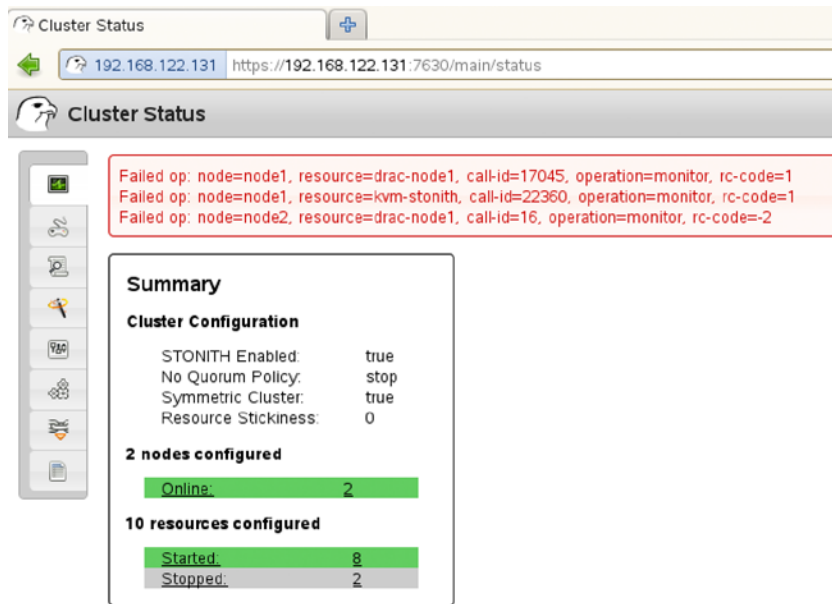 Cluster Status
192.168.122.131 https://192.168.122.131:7630/main/status
Cluster Status
Failed op: node=node1, resource=drac-node1, call-id=17045, operation=monitor, rc-code=1
Failed op: node=node1, resource=kvm-stonith, call-id=22360, operation=monitor, rc-code=1
Failed op: node=node2, resource=drac-node1, call-id=16, operation=monitor, rc-code=-2
Summary
Cluster Configuration
STONITH Enabled: true
No Quorum Policy: stop
Symmetric Cluster: true
Resource Stickiness: 0
2 nodes configured
Online: 2
10 resources configured
Started: 8
Stopped: 2